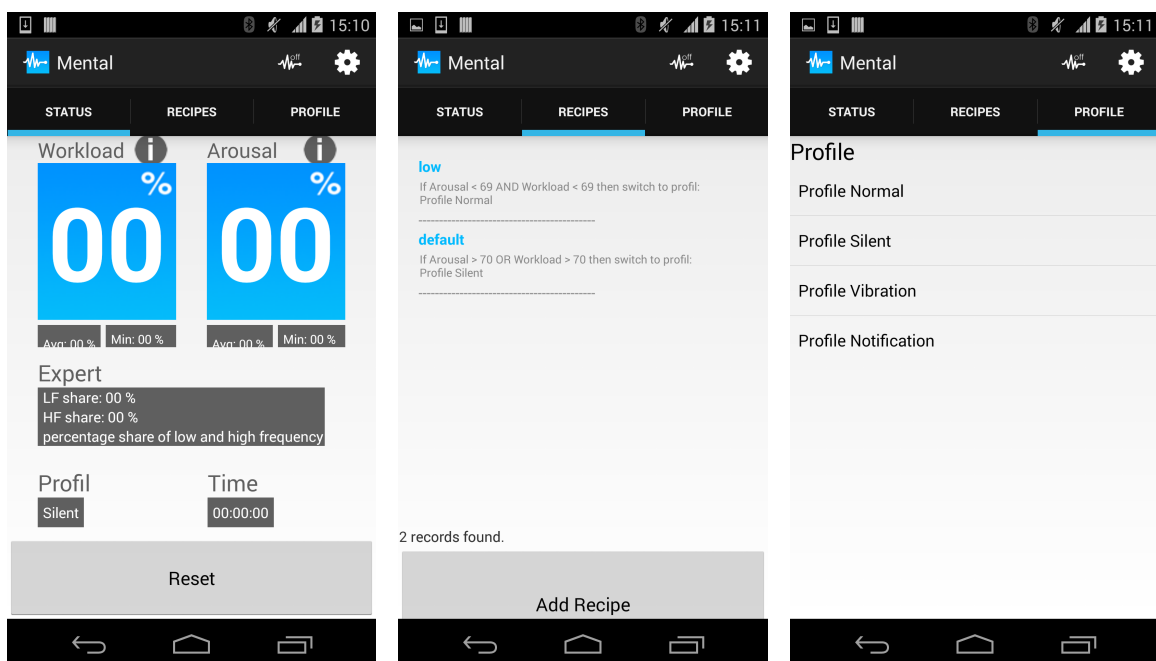 15:10
Mental
off
STATUS RECIPES PROFILE
Workload i Arousal i
% %
00 00
Avg: 00 % Min: 00 % Avg: 00 % Min: 00 %
Expert
LF share: 00 %
HF share: 00 %
percentage share of low and high frequency
Profil Time
Silent 00:00:00
Reset
15:11
Mental
off
STATUS RECIPES PROFILE
low
If Arousal < 69 AND Workload < 69 then switch to profil:
Profile Normal
-------------------------------------------
default
If Arousal > 70 OR Workload > 70 then switch to profil:
Profile Silent
-------------------------------------------
2 records found.
Add Recipe
15:11
Mental
off
STATUS RECIPES PROFILE
Profile
Profile Normal
Profile Silent
Profile Vibration
Profile Notification